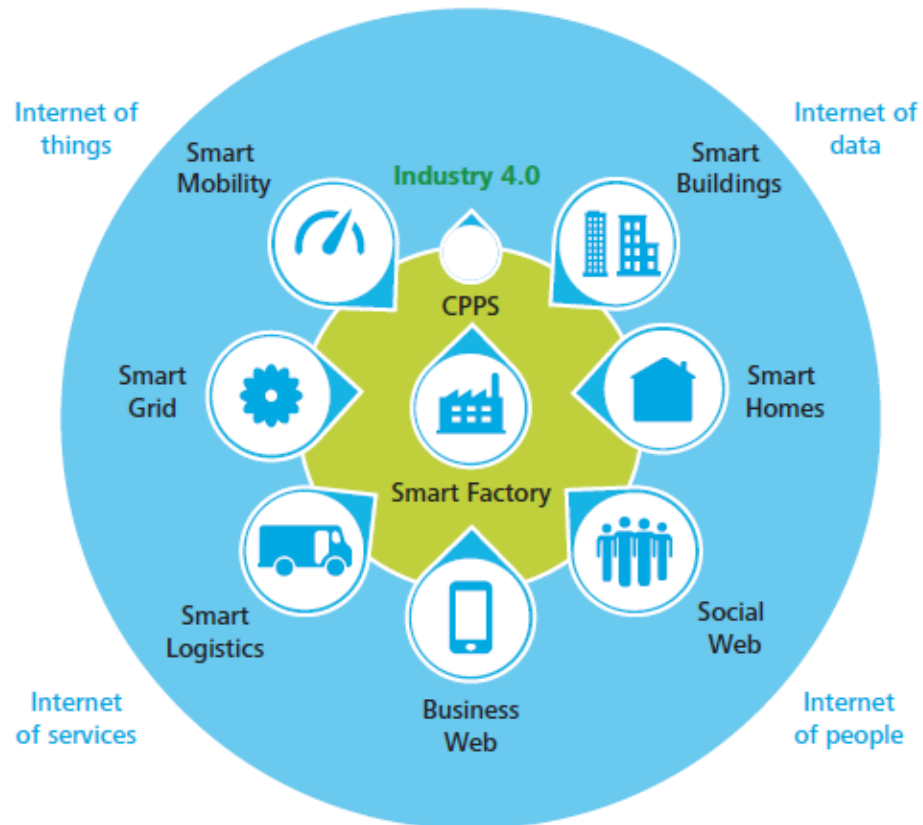 Internet of
things
Internet of
data
Smart
Mobility
Industry 4.0
Smart
Buildings
CPPS
Smart
Grid
Smart
Homes
Smart Factory
Smart
Logistics
Social
Web
Business
Web
Internet
of services
Internet
of people